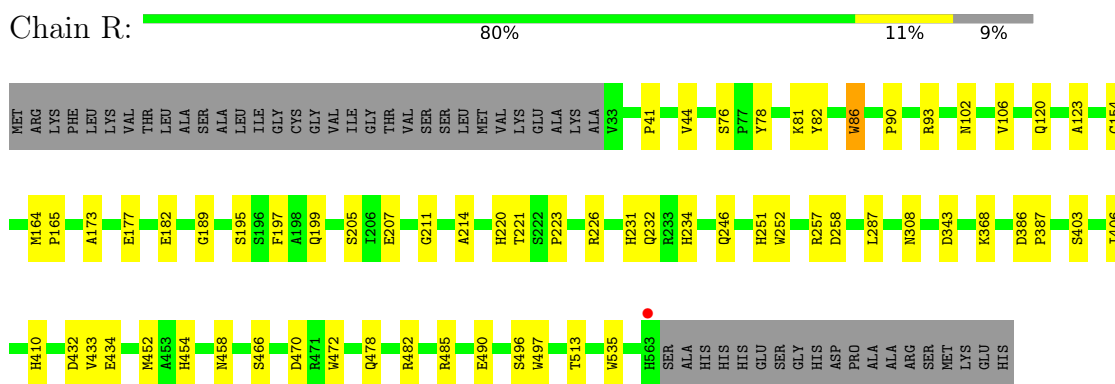 Chain R:
80% 11% 9%
MET ARG LYS PHE LEU LEU LYS VAL THR LEU ALA SER ALA LEU ILE GLY CYS GLY VAL ILE GLY THR VAL SER SER LEU MET VAL LYS GLU ALA LYS ALA V33 P41 V44 S76 P77 Y78 K81 Y82 W86 P90 R93 N102 V106 Q120 A123 G154
M164 P165 A173 E177 E182 G189 S195 S196 F197 A198 Q199 S205 I206 E207 G211 A214 H220 T221 S222 P223 R226 H231 Q232 R233 H234 Q246 H251 W252 R257 D258 L287 N308 D343 K368 D386 P387 S403 I406
H410 D432 V433 E434 M452 A453 H454 N458 S466 D470 R471 W472 Q478 R482 R485 E490 S496 W497 T513 W535 H563 SER ALA HIS HIS HIS GLU SER GLY HIS ASP PRO ALA ALA ARG SER MET LYS GLU HIS